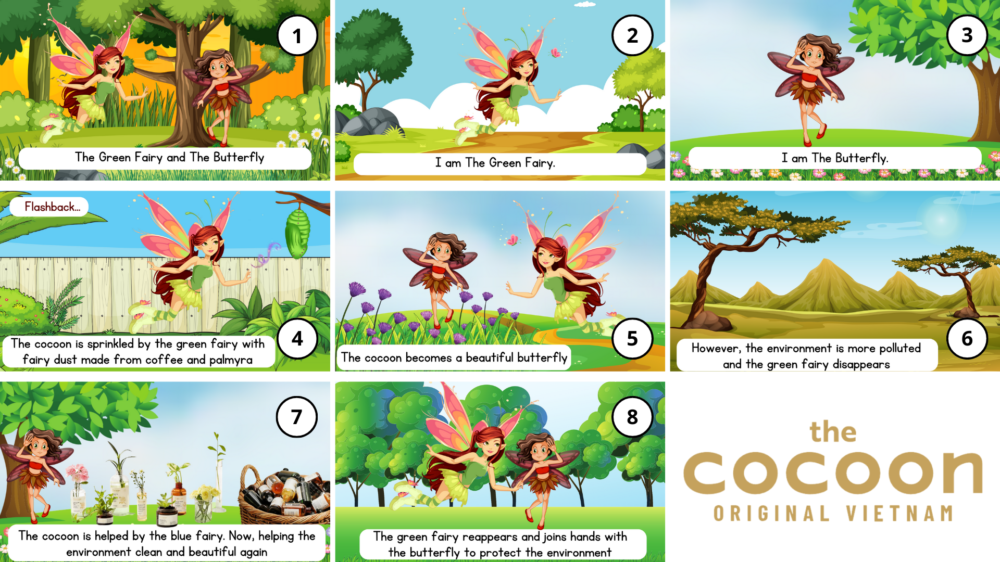 1
The Green Fairy and The Butterfly
2
I am The Green Fairy.
3
I am The Butterfly.
Flashback...
4
The cocoon is sprinkled by the green fairy with
fairy dust made from coffee and palmyra
5
The cocoon becomes a beautiful butterfly
6
However, the environment is more polluted
and the green fairy disappears
7
The cocoon is helped by the blue fairy. Now, helping the
environment clean and beautiful again
8
The green fairy reappears and joins hands with
the butterfly to protect the environment
the
cocoon
ORIGINAL VIETNAM